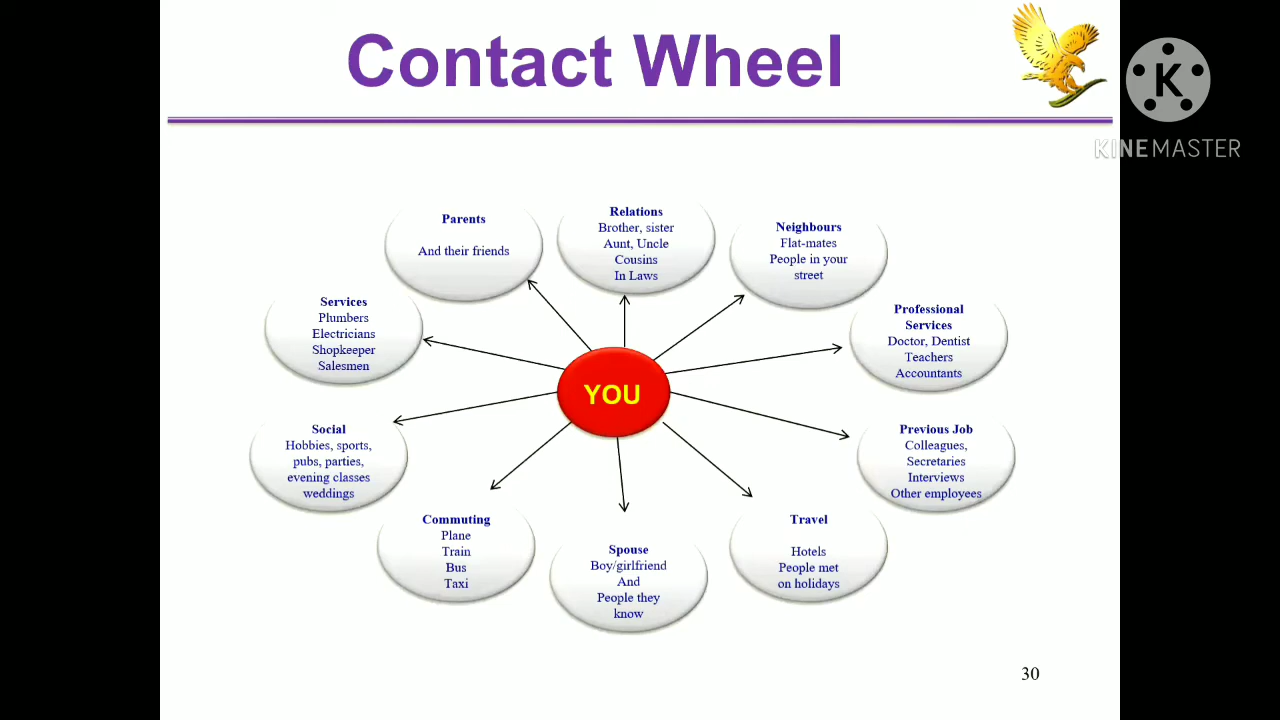 Contact Wheel
K
KINEMASTER
Parents
And their friends
Relations
Brother, sister
Aunt, Uncle
Cousins
In Laws
Neighbours
Flat-mates
People in your
street
Services
Plumbers
Electricians
Shopkeeper
Salesmen
Professional
Services
Doctor, Dentist
Teachers
Accountants
YOU
Social
Hobbies, sports,
pubs, parties,
evening classes
weddings
Previous Job
Colleagues,
Secretaries
Interviews
Other employees
Commuting
Plane
Train
Bus
Taxi
Spouse
Boy/girlfriend
And
People they
know
Travel
Hotels
People met
on holidays
30